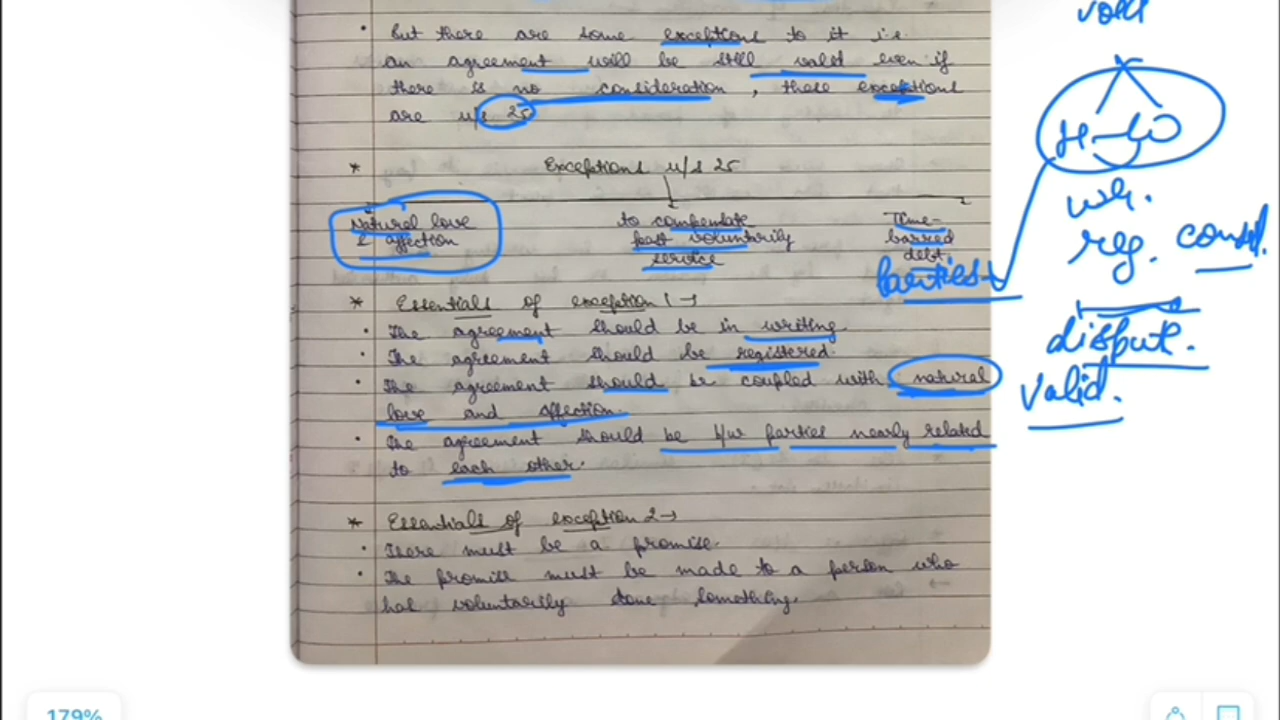 • But there are some exceptions to it i.e.
an agreement will be still valid even if
there is no consideration, these exceptions
are u/s 25
* Exceptions u/s 25
Natural love
& affection
to compensate
past voluntarily
service
Time-
barred
debt.
* Essentials of exception 1 →
• The agreement should be in writing.
• The agreement should be registered.
• The agreement should be coupled with natural
love and affection.
• The agreement should be b/w parties nearly related
to each other.
* Essentials of exception 2 →
• There must be a promise.
• The promise must be made to a person who
has voluntarily done something.
void
H-W
wr.
reg. consd.
Parties
disput.
valid.
179%